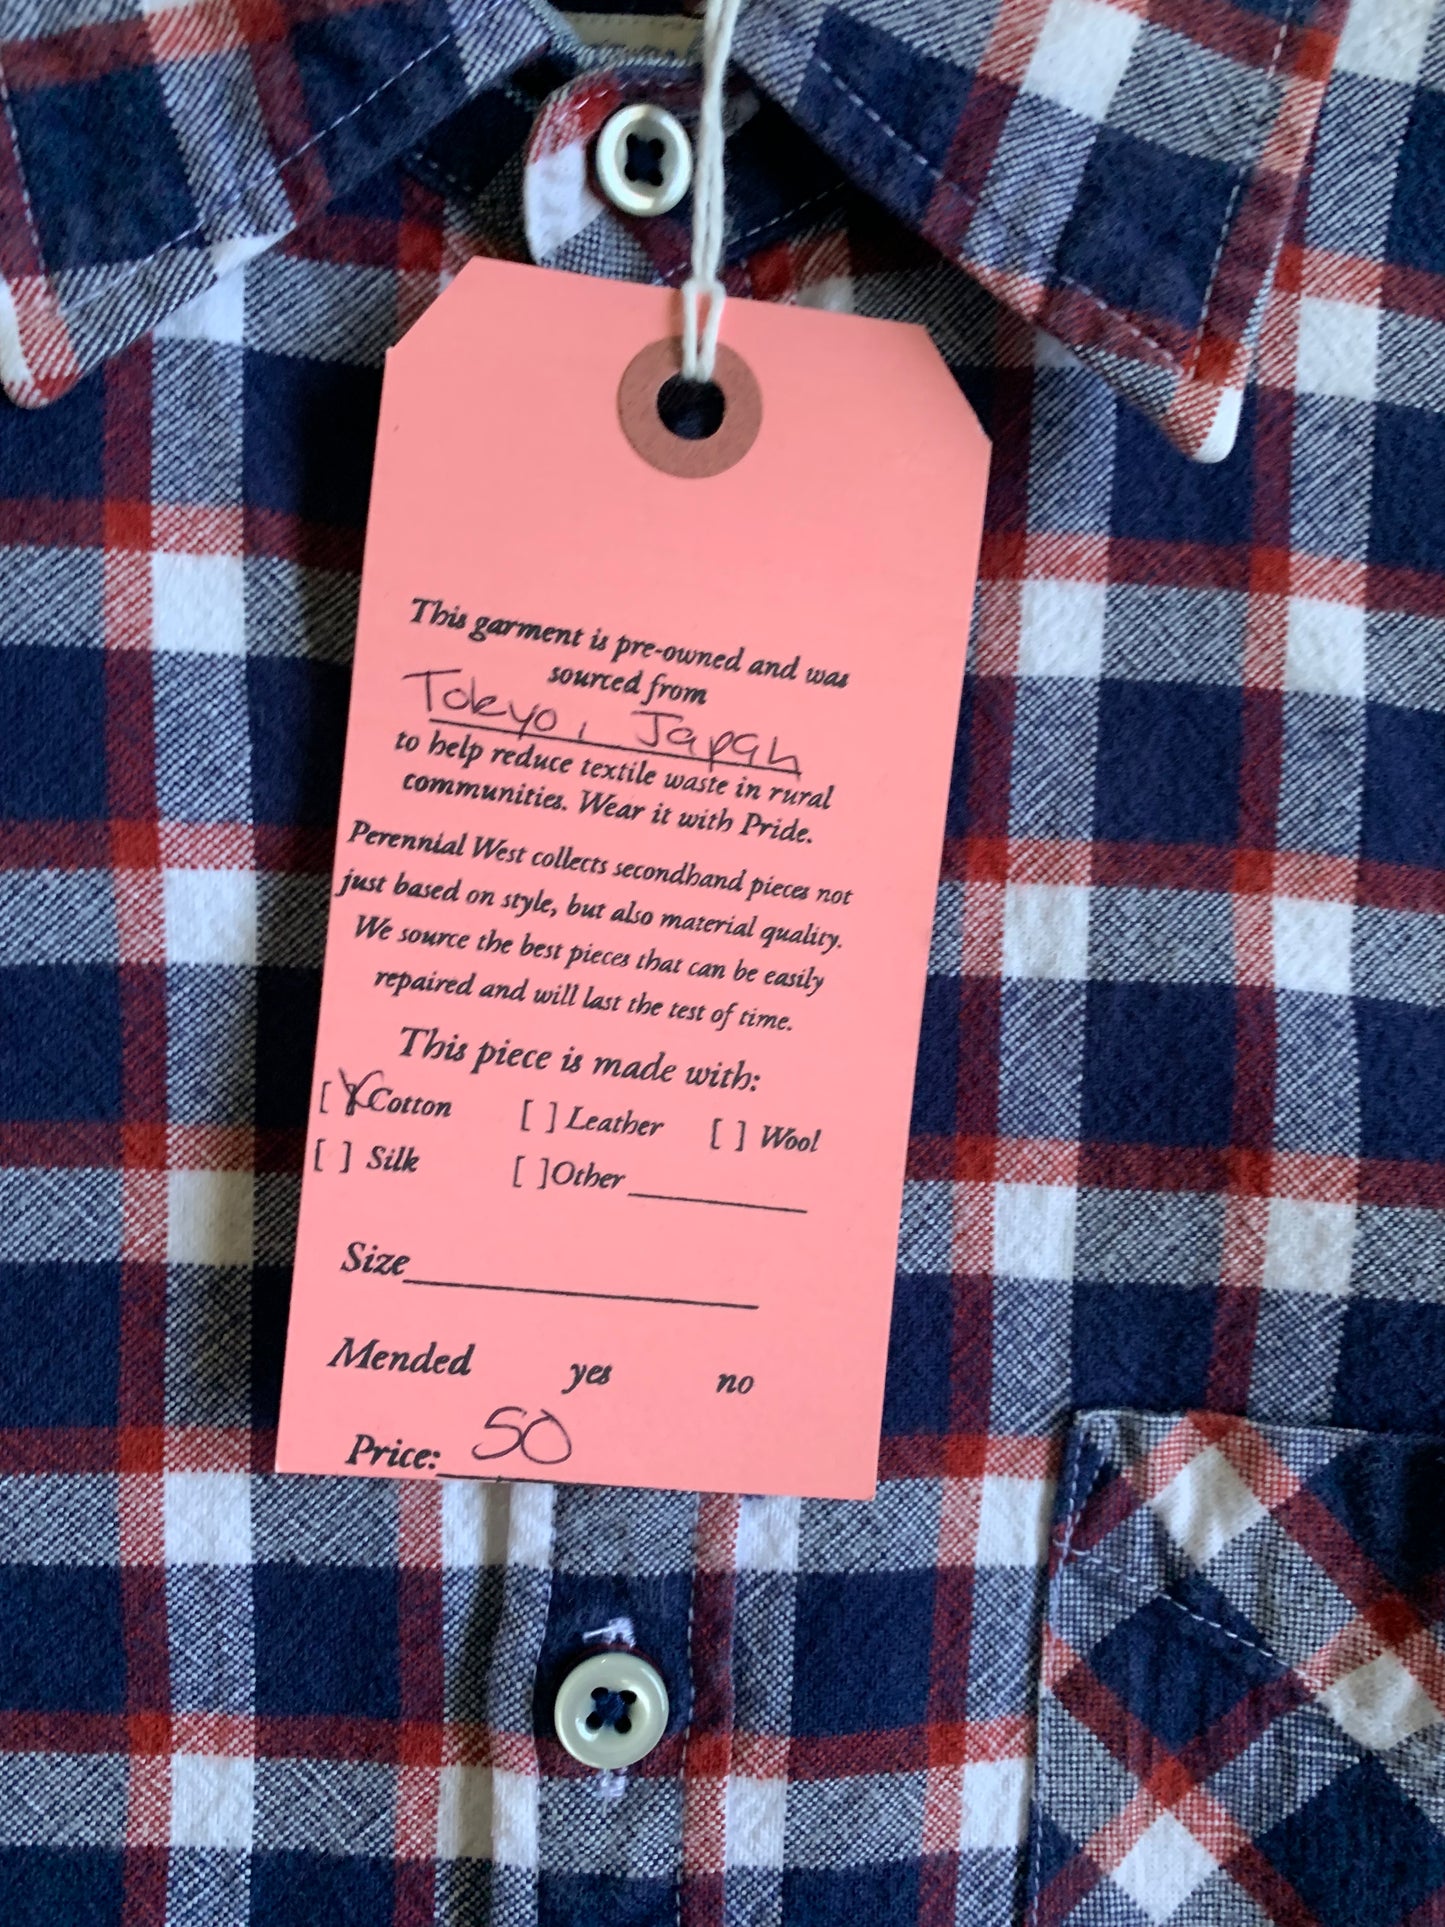 This garment is pre-owned and was
sourced from
Tokyo, Japan
to help reduce textile waste in rural
communities. Wear it with Pride.
Perennial West collects secondhand pieces not
just based on style, but also material quality.
We source the best pieces that can be easily
repaired and will last the test of time.
This piece is made with:
[X] Cotton [ ] Leather [ ] Wool
[ ] Silk [ ] Other ________
Size________
Mended yes no
Price: 50